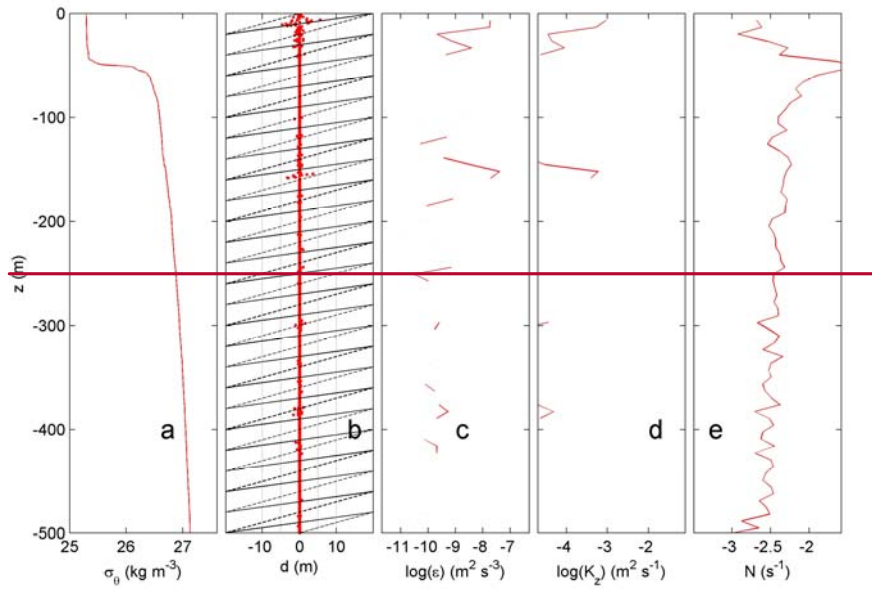 0
-100
-200
-300
-400
-500
z (m)
a
b
c
d
e
25 26 27
-10 0 10
-11 -10 -9 -8 -7
-4 -3 -2
-3 -2.5 -2
σθ (kg m-3)
d (m)
log(ε) (m2 s-3)
log(Kz) (m2 s-1)
N (s-1)